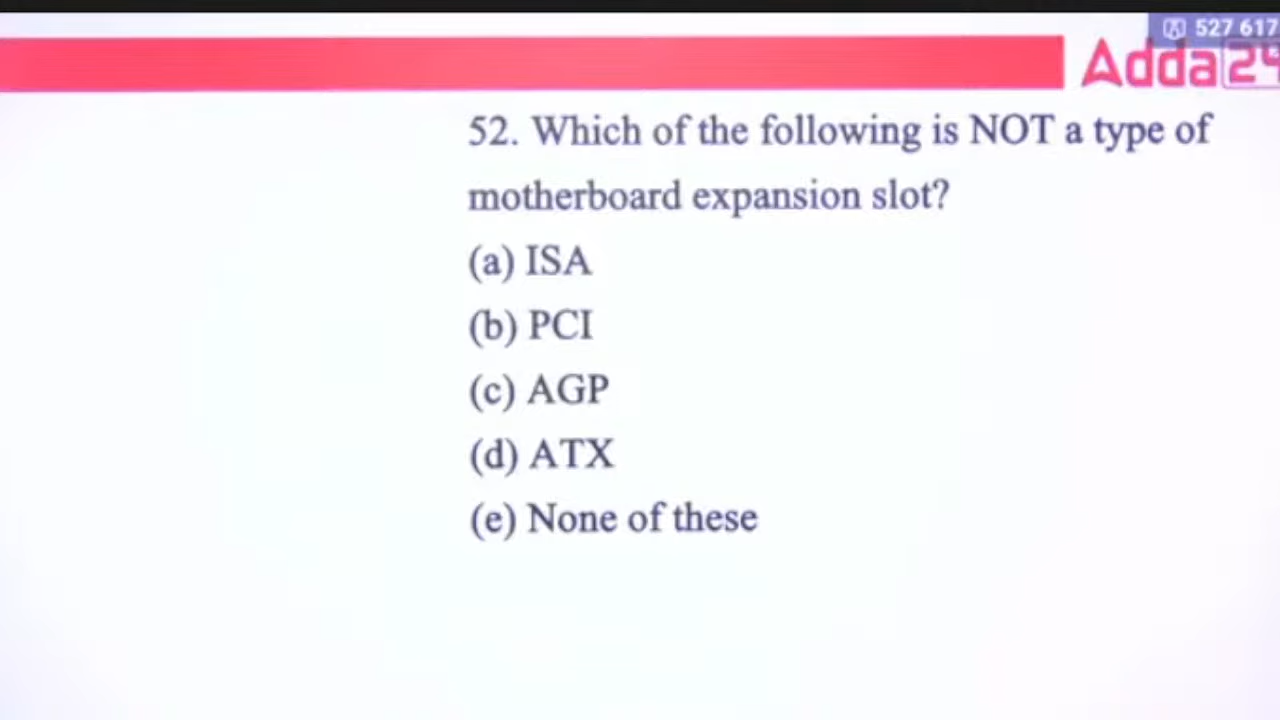 527 617
Adda24
52. Which of the following is NOT a type of
motherboard expansion slot?
(a) ISA
(b) PCI
(c) AGP
(d) ATX
(e) None of these